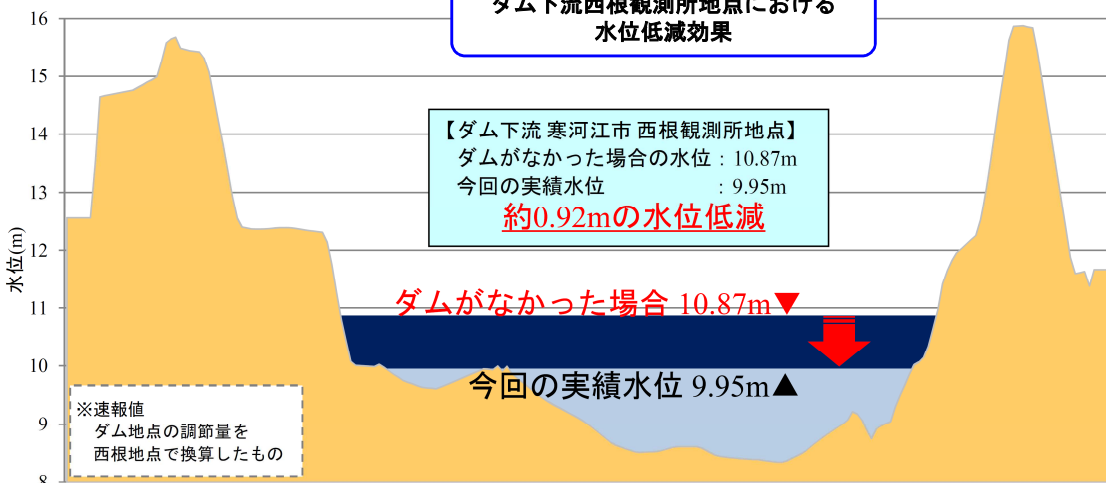 ダム下流西根観測所地点における
水位低減効果
16
15
14
13
12
11
10
9
8
水位(m)
【ダム下流 寒河江市 西根観測所地点】
ダムがなかった場合の水位：10.87m
今回の実績水位 ：9.95m
約0.92mの水位低減
ダムがなかった場合 10.87m▼
今回の実績水位 9.95m▲
※速報値
ダム地点の調節量を
西根地点で換算したもの